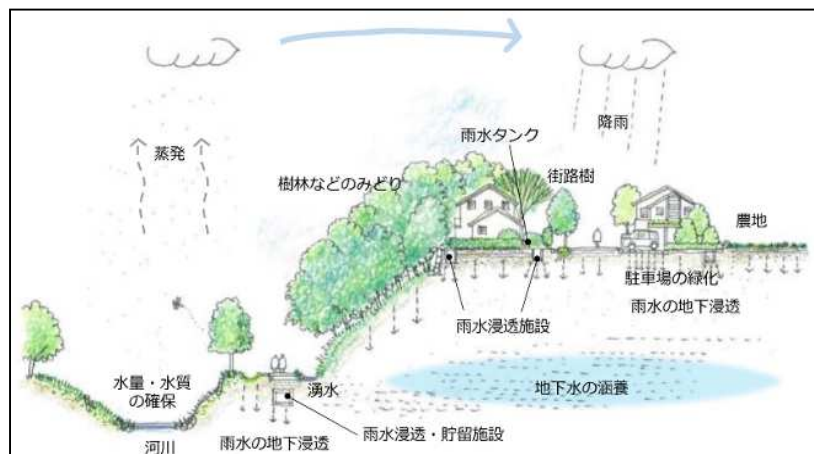 蒸発
樹林などのみどり
雨水タンク
街路樹
降雨
農地
駐車場の緑化
雨水の地下浸透
雨水浸透施設
地下水の涵養
水量・水質
の確保
河川
湧水
雨水浸透・貯留施設
雨水の地下浸透